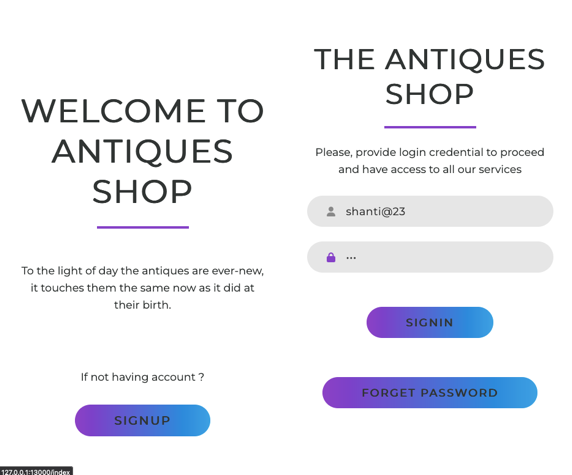 WELCOME TO
ANTIQUES
SHOP
To the light of day the antiques are ever-new,
it touches them the same now as it did at
their birth.
If not having account ?
SIGNUP
THE ANTIQUES
SHOP
Please, provide login credential to proceed
and have access to all our services
shanti@23
•••
SIGNIN
FORGET PASSWORD
127.0.0.1:13000/index